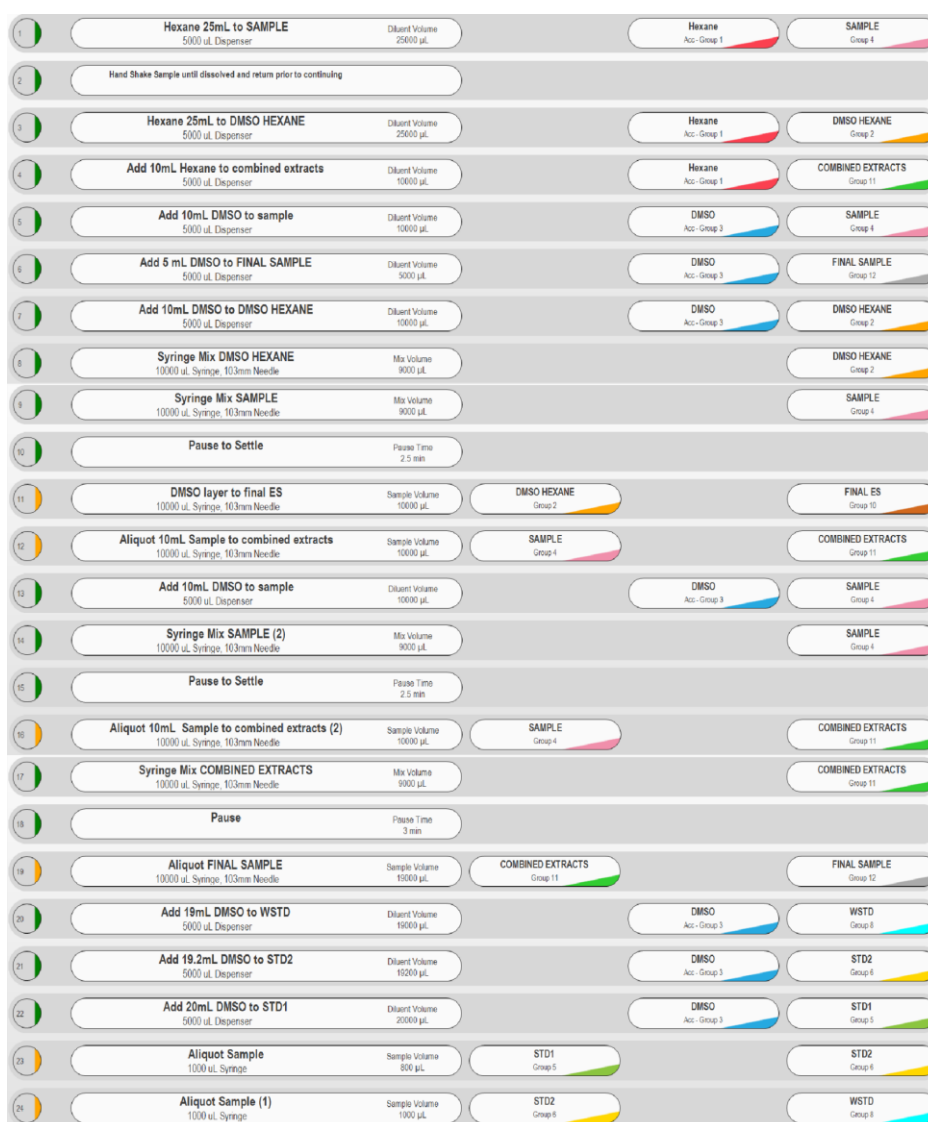 1 Hexane 25mL to SAMPLE Diluent Volume Hexane SAMPLE
5000 uL Dispenser 25000 µL Acc - Group 1 Group 4
2 Hand Shake Sample until dissolved and return prior to continuing
3 Hexane 25mL to DMSO HEXANE Diluent Volume Hexane DMSO HEXANE
5000 uL Dispenser 25000 µL Acc - Group 1 Group 2
4 Add 10mL Hexane to combined extracts Diluent Volume Hexane COMBINED EXTRACTS
5000 uL Dispenser 10000 µL Acc - Group 1 Group 11
5 Add 10mL DMSO to sample Diluent Volume DMSO SAMPLE
5000 uL Dispenser 10000 µL Acc - Group 3 Group 4
6 Add 5 mL DMSO to FINAL SAMPLE Diluent Volume DMSO FINAL SAMPLE
5000 uL Dispenser 5000 µL Acc - Group 3 Group 12
7 Add 10mL DMSO to DMSO HEXANE Diluent Volume DMSO DMSO HEXANE
5000 uL Dispenser 10000 µL Acc - Group 3 Group 2
8 Syringe Mix DMSO HEXANE Mix Volume DMSO HEXANE
10000 uL Syringe, 103mm Needle 9000 µL Group 2
9 Syringe Mix SAMPLE Mix Volume SAMPLE
10000 uL Syringe, 103mm Needle 9000 µL Group 4
10 Pause to Settle Pause Time
2.5 min
11 DMSO layer to final ES Sample Volume DMSO HEXANE FINAL ES
10000 uL Syringe, 103mm Needle 10000 µL Group 2 Group 10
12 Aliquot 10mL Sample to combined extracts Sample Volume SAMPLE COMBINED EXTRACTS
10000 uL Syringe, 103mm Needle 10000 µL Group 4 Group 11
13 Add 10mL DMSO to sample Diluent Volume DMSO SAMPLE
5000 uL Dispenser 10000 µL Acc - Group 3 Group 4
14 Syringe Mix SAMPLE (2) Mix Volume SAMPLE
10000 uL Syringe, 103mm Needle 9000 µL Group 4
15 Pause to Settle Pause Time
2.5 min
16 Aliquot 10mL Sample to combined extracts (2) Sample Volume SAMPLE COMBINED EXTRACTS
10000 uL Syringe, 103mm Needle 10000 µL Group 4 Group 11
17 Syringe Mix COMBINED EXTRACTS Mix Volume COMBINED EXTRACTS
10000 uL Syringe, 103mm Needle 9000 µL Group 11
18 Pause Pause Time
3 min
19 Aliquot FINAL SAMPLE Sample Volume COMBINED EXTRACTS FINAL SAMPLE
10000 uL Syringe, 103mm Needle 19000 µL Group 11 Group 12
20 Add 19mL DMSO to WSTD Diluent Volume DMSO WSTD
5000 uL Dispenser 19000 µL Acc - Group 3 Group 8
21 Add 19.2mL DMSO to STD2 Diluent Volume DMSO STD2
5000 uL Dispenser 19200 µL Acc - Group 3 Group 6
22 Add 20mL DMSO to STD1 Diluent Volume DMSO STD1
5000 uL Dispenser 20000 µL Acc - Group 3 Group 5
23 Aliquot Sample Sample Volume STD1 STD2
1000 uL Syringe 800 µL Group 5 Group 6
24 Aliquot Sample (1) Sample Volume STD2 WSTD
1000 uL Syringe 1000 µL Group 6 Group 8